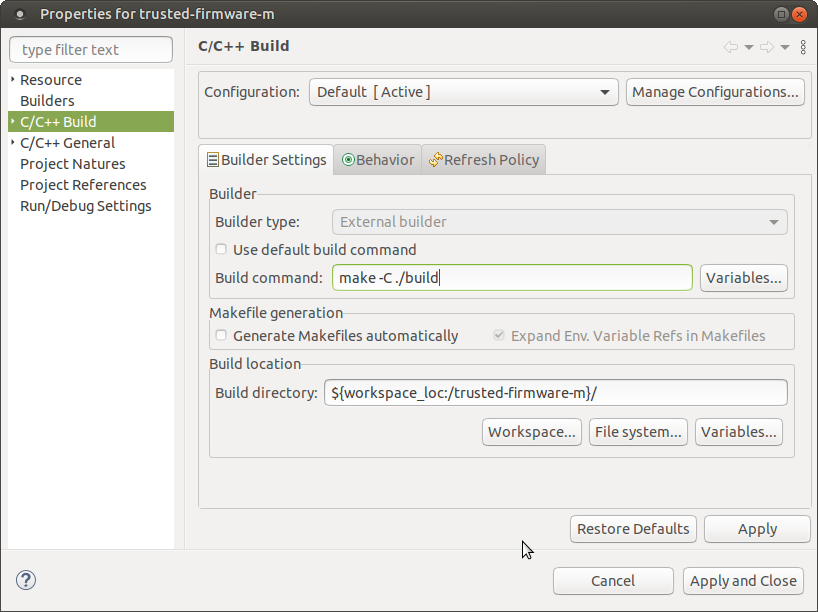 Properties for trusted-firmware-m
type filter text
Resource
Builders
C/C++ Build
C/C++ General
Project Natures
Project References
Run/Debug Settings
C/C++ Build
Configuration: Default [ Active ] Manage Configurations...
Builder Settings Behavior Refresh Policy
Builder
Builder type: External builder
Use default build command
Build command: make -C ./build Variables...
Makefile generation
Generate Makefiles automatically Expand Env. Variable Refs in Makefiles
Build location
Build directory: ${workspace_loc:/trusted-firmware-m}/
Workspace... File system... Variables...
Restore Defaults Apply
? Cancel Apply and Close